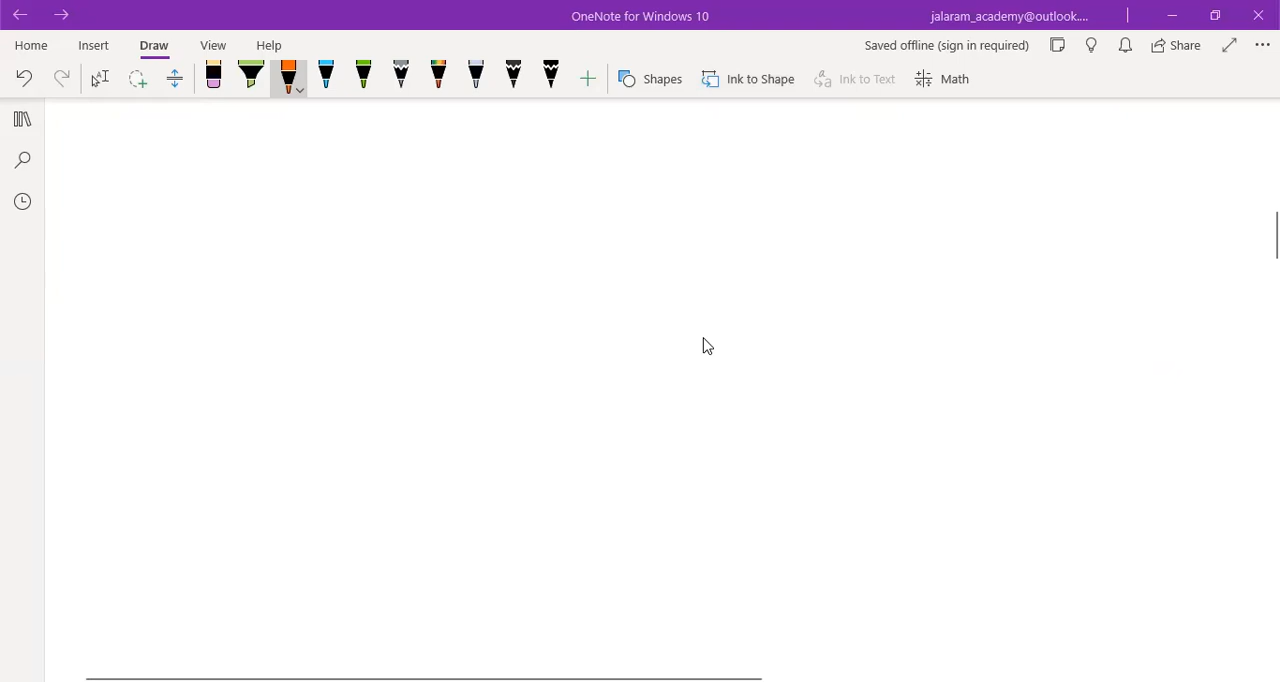 OneNote for Windows 10 jalaram_academy@outlook....
Home Insert Draw View Help Saved offline (sign in required) Share
Shapes Ink to Shape Ink to Text Math